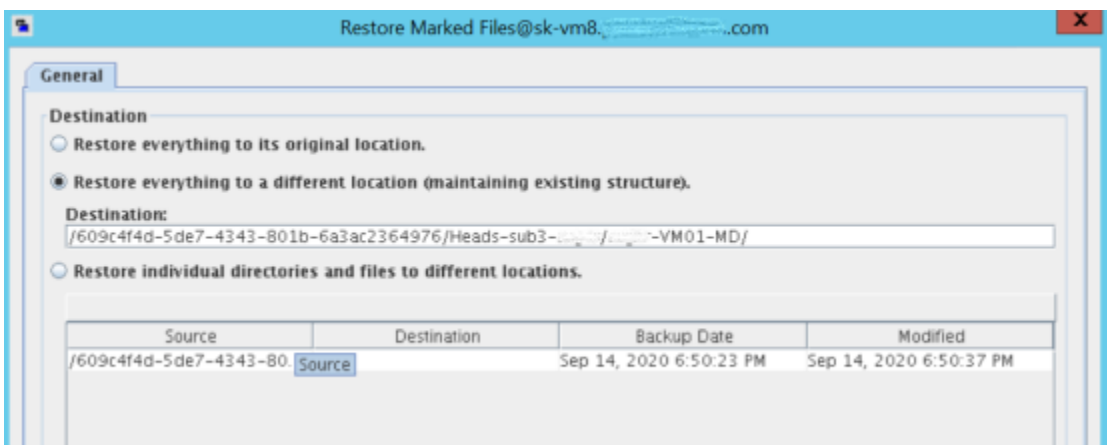 Restore Marked Files@sk-vm8. .com
X
General
Destination
Restore everything to its original location.
Restore everything to a different location (maintaining existing structure).
Destination:
/609c4f4d-5de7-4343-801b-6a3ac2364976/Heads-sub3- / -VM01-MD/
Restore individual directories and files to different locations.
Source Destination Backup Date Modified
/609c4f4d-5de7-4343-80. Source Sep 14, 2020 6:50:23 PM Sep 14, 2020 6:50:37 PM